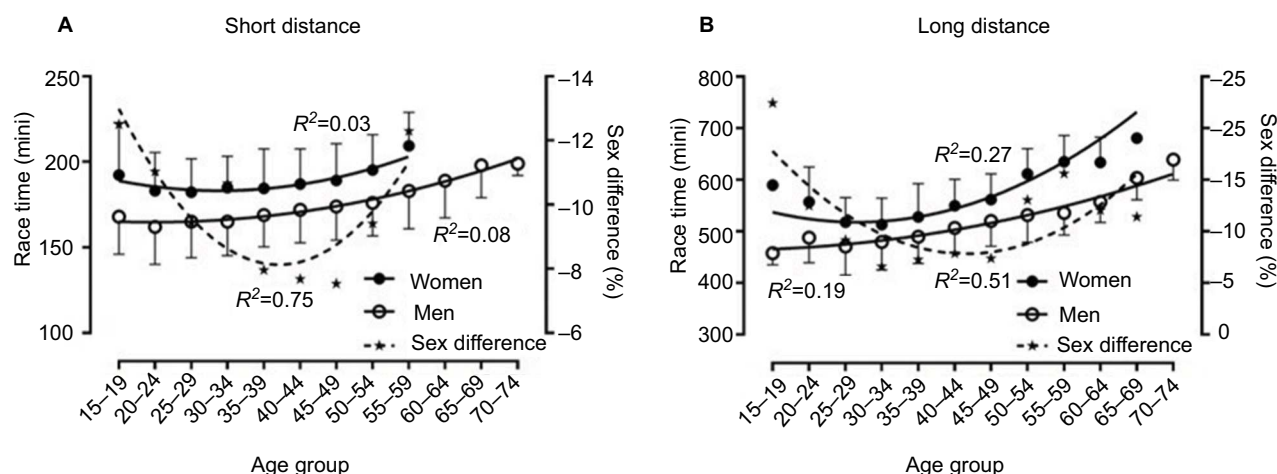 A
Short distance
Race time (mini)
250
200
150
100
–14
–12
–10
–8
–6
Sex difference (%)
R²=0.03
R²=0.08
R²=0.75
Women
Men
Sex difference
15–19
20–24
25–29
30–34
35–39
40–44
45–49
50–54
55–59
60–64
65–69
70–74
Age group
B
Long distance
Race time (mini)
800
700
600
500
400
300
–25
–25
–15
–10
–5
0
Sex difference (%)
R²=0.27
R²=0.19
R²=0.51
Women
Men
Sex difference
15–19
20–24
25–29
30–34
35–39
40–44
45–49
50–54
55–59
60–64
65–69
70–74
Age group